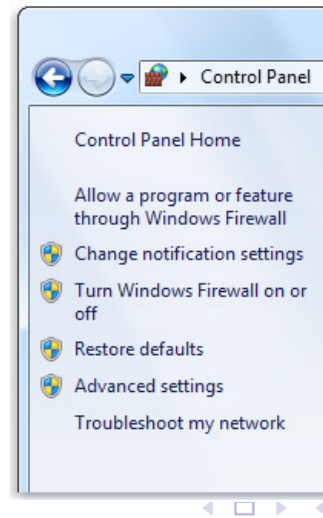 Control Panel
Control Panel Home
Allow a program or feature
through Windows Firewall
Change notification settings
Turn Windows Firewall on or
off
Restore defaults
Advanced settings
Troubleshoot my network